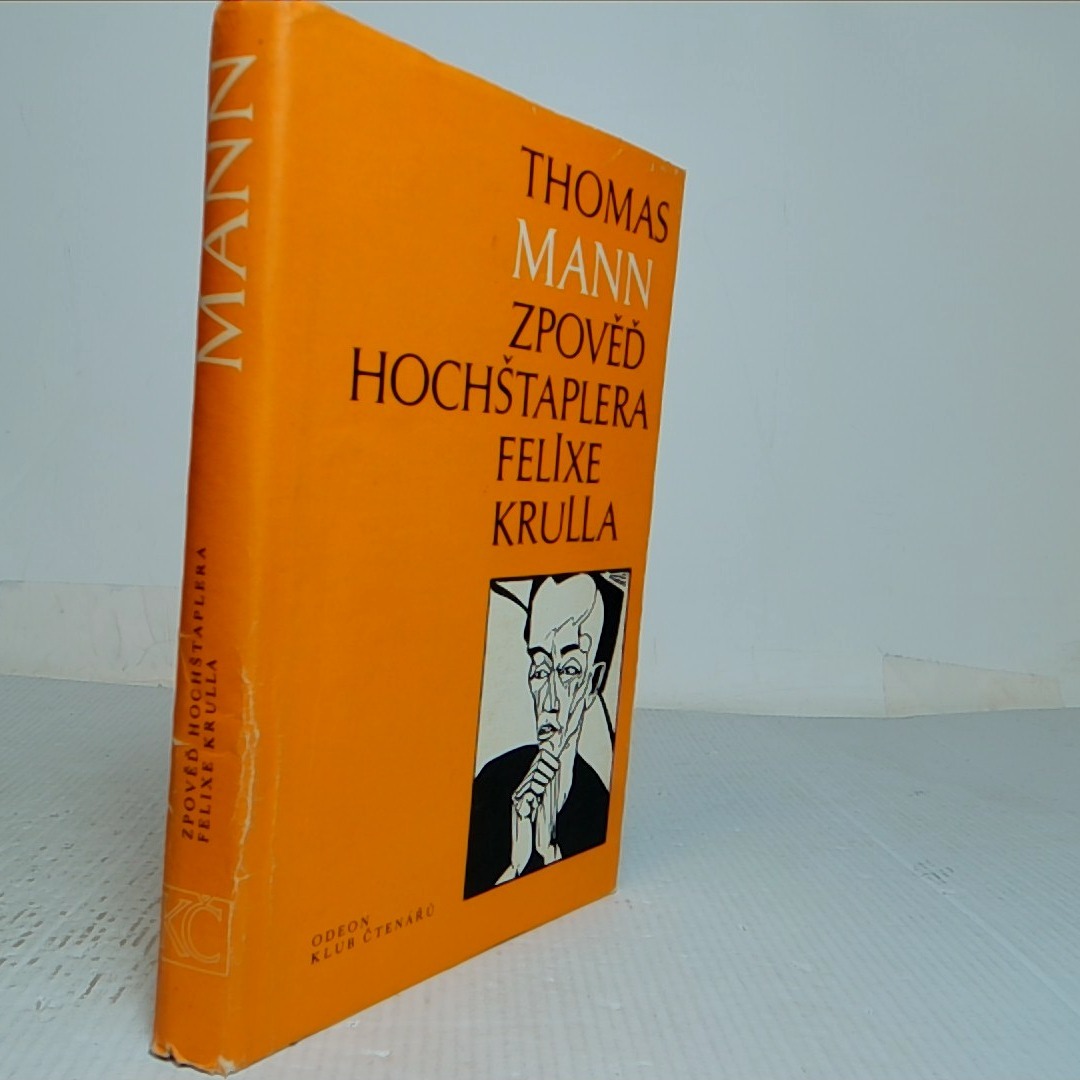 THOMAS
MANN
ZPOVĚĎ
HOCHŠTAPLERA
FELIXE
KRULLA
ODEON
KLUB ČTENÁŘŮ
MANN
ZPOVĚĎ HOCHŠTAPLERA
FELIXE KRULLA
KČ